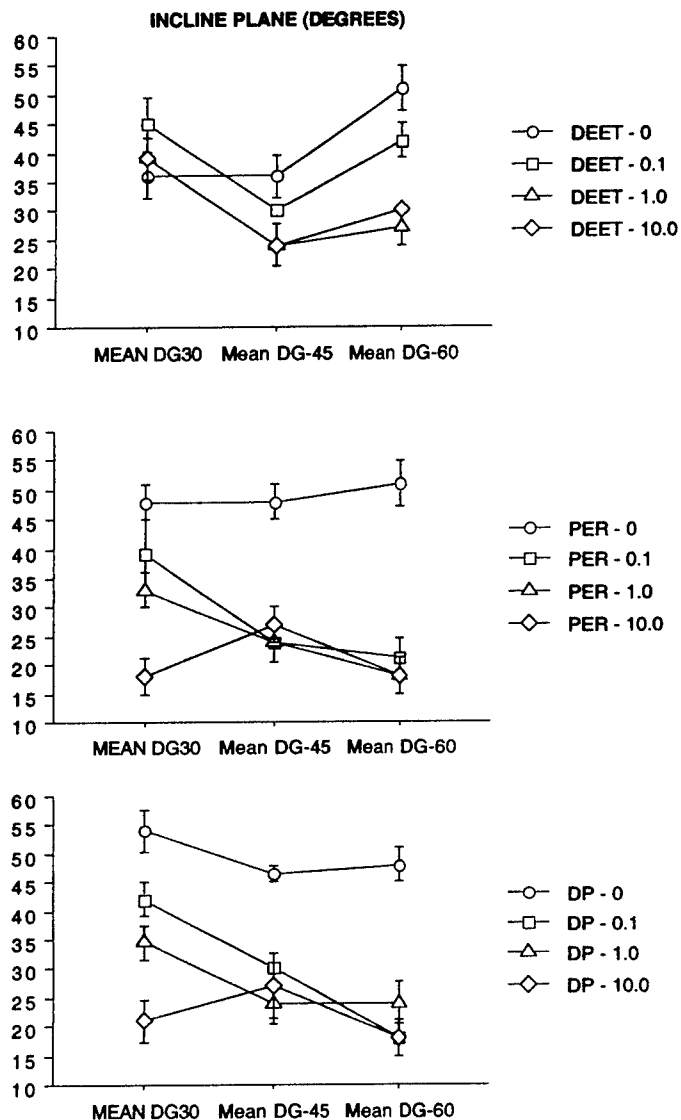 INCLINE PLANE (DEGREES)
60
55
50
45
40
35
30
25
20
15
10
MEAN DG30 Mean DG-45 Mean DG-60
DEET - 0
DEET - 0.1
DEET - 1.0
DEET - 10.0
60
55
50
45
40
35
30
25
20
15
10
MEAN DG30 Mean DG-45 Mean DG-60
PER - 0
PER - 0.1
PER - 1.0
PER - 10.0
60
55
50
45
40
35
30
25
20
15
10
MEAN DG30 Mean DG-45 Mean DG-60
DP - 0
DP - 0.1
DP - 1.0
DP - 10.0